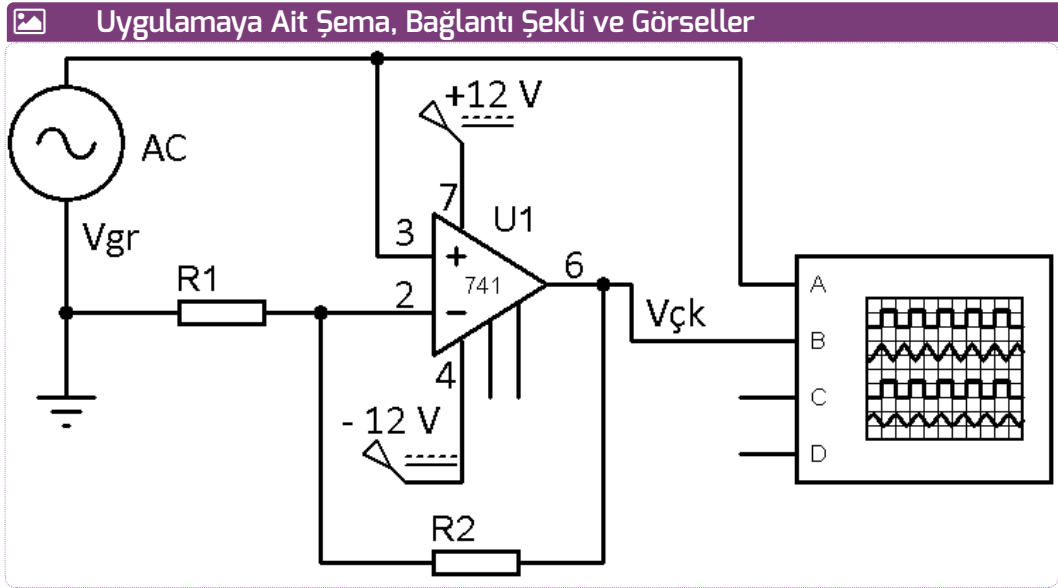 Uygulamaya Ait Şema, Bağlantı Şekli ve Görseller
+12 V
AC
7
U1
Vgr
3
+
6
A
R1
2
741
Vçk
B
4
C
- 12 V
D
R2